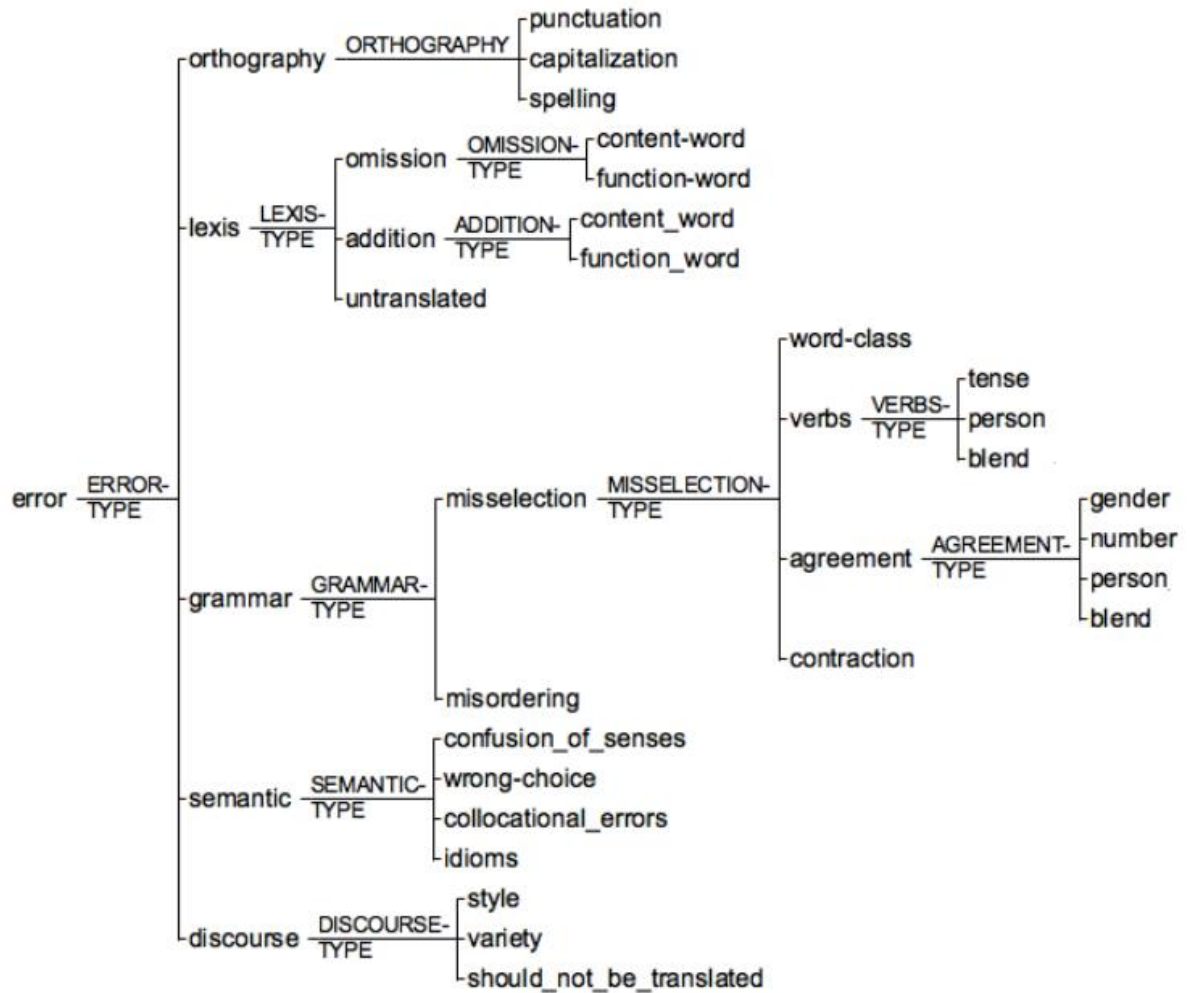 punctuation
orthography ORTHOGRAPHY capitalization
spelling
omission OMISSION-TYPE content-word
function-word
lexis LEXIS-TYPE addition ADDITION-TYPE content_word
function_word
untranslated
word-class
verbs VERBS-TYPE tense
person
blend
error ERROR-TYPE
misselection MISSELECTION-TYPE
gender
agreement AGREEMENT-TYPE number
person
blend
grammar GRAMMAR-TYPE
contraction
misordering
confusion_of_senses
semantic SEMANTIC-TYPE wrong-choice
collocational_errors
idioms
style
discourse DISCOURSE-TYPE variety
should_not_be_translated